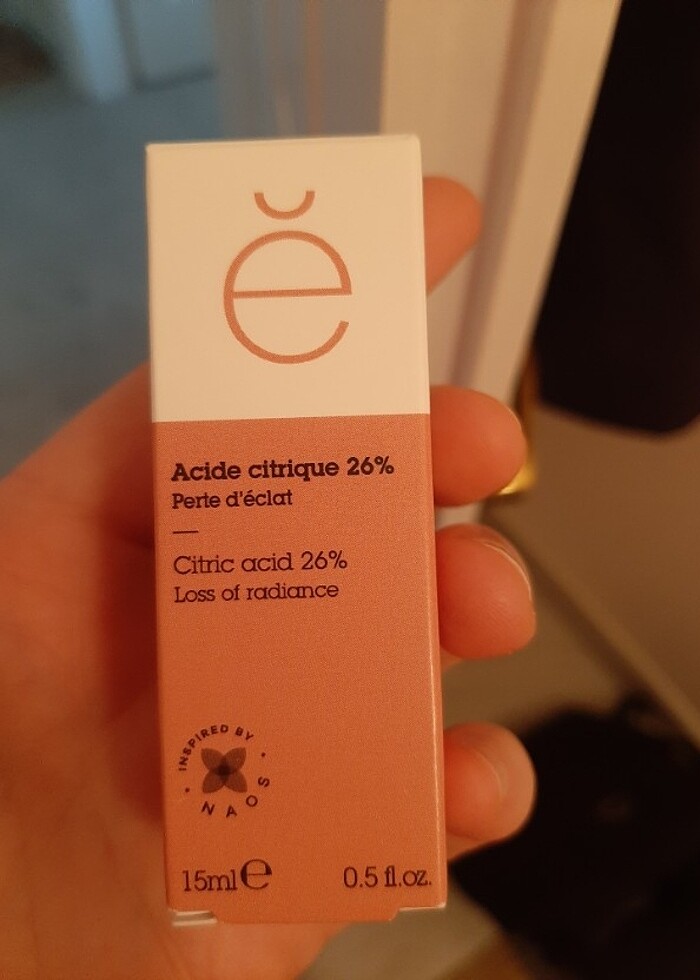 ĕ
Acide citrique 26%
Perte d'éclat
Citric acid 26%
Loss of radiance
INSPIRED BY
NAOS
15ml ℮
0.5 fl.oz.